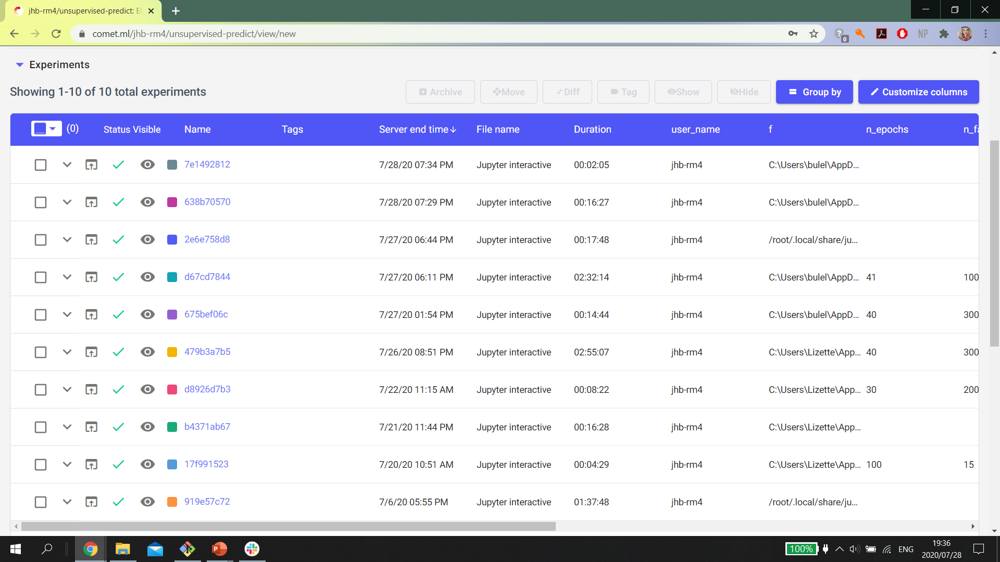 jhb-rm4/unsupervised-predict: ED
comet.ml/jhb-rm4/unsupervised-predict/view/new
0
NP
Experiments
Showing 1-10 of 10 total experiments
Archive Move Diff Tag Show Hide Group by Customize columns
(0) Status Visible Name Tags Server end time File name Duration user_name f n_epochs n_fa
7e1492812 7/28/20 07:34 PM Jupyter interactive 00:02:05 jhb-rm4 C:\Users\bulel\AppD...
638b70570 7/28/20 07:29 PM Jupyter interactive 00:16:27 jhb-rm4 C:\Users\bulel\AppD...
2e6e758d8 7/27/20 06:44 PM Jupyter interactive 00:17:48 jhb-rm4 /root/.local/share/ju...
d67cd7844 7/27/20 06:11 PM Jupyter interactive 02:32:14 jhb-rm4 C:\Users\bulel\AppD... 41 100
675bef06c 7/27/20 01:54 PM Jupyter interactive 00:14:44 jhb-rm4 C:\Users\bulel\AppD... 40 300
479b3a7b5 7/26/20 08:51 PM Jupyter interactive 02:55:07 jhb-rm4 C:\Users\Lizette\App... 40 300
d8926d7b3 7/22/20 11:15 AM Jupyter interactive 00:08:22 jhb-rm4 C:\Users\Lizette\App... 30 200
b4371ab67 7/21/20 11:44 PM Jupyter interactive 00:16:28 jhb-rm4 C:\Users\Lizette\App...
17f991523 7/20/20 10:51 AM Jupyter interactive 00:04:29 jhb-rm4 C:\Users\Lizette\App... 100 15
919e57c72 7/6/20 05:55 PM Jupyter interactive 01:37:48 jhb-rm4 /root/.local/share/ju...
100% ENG
19:36
2020/07/28